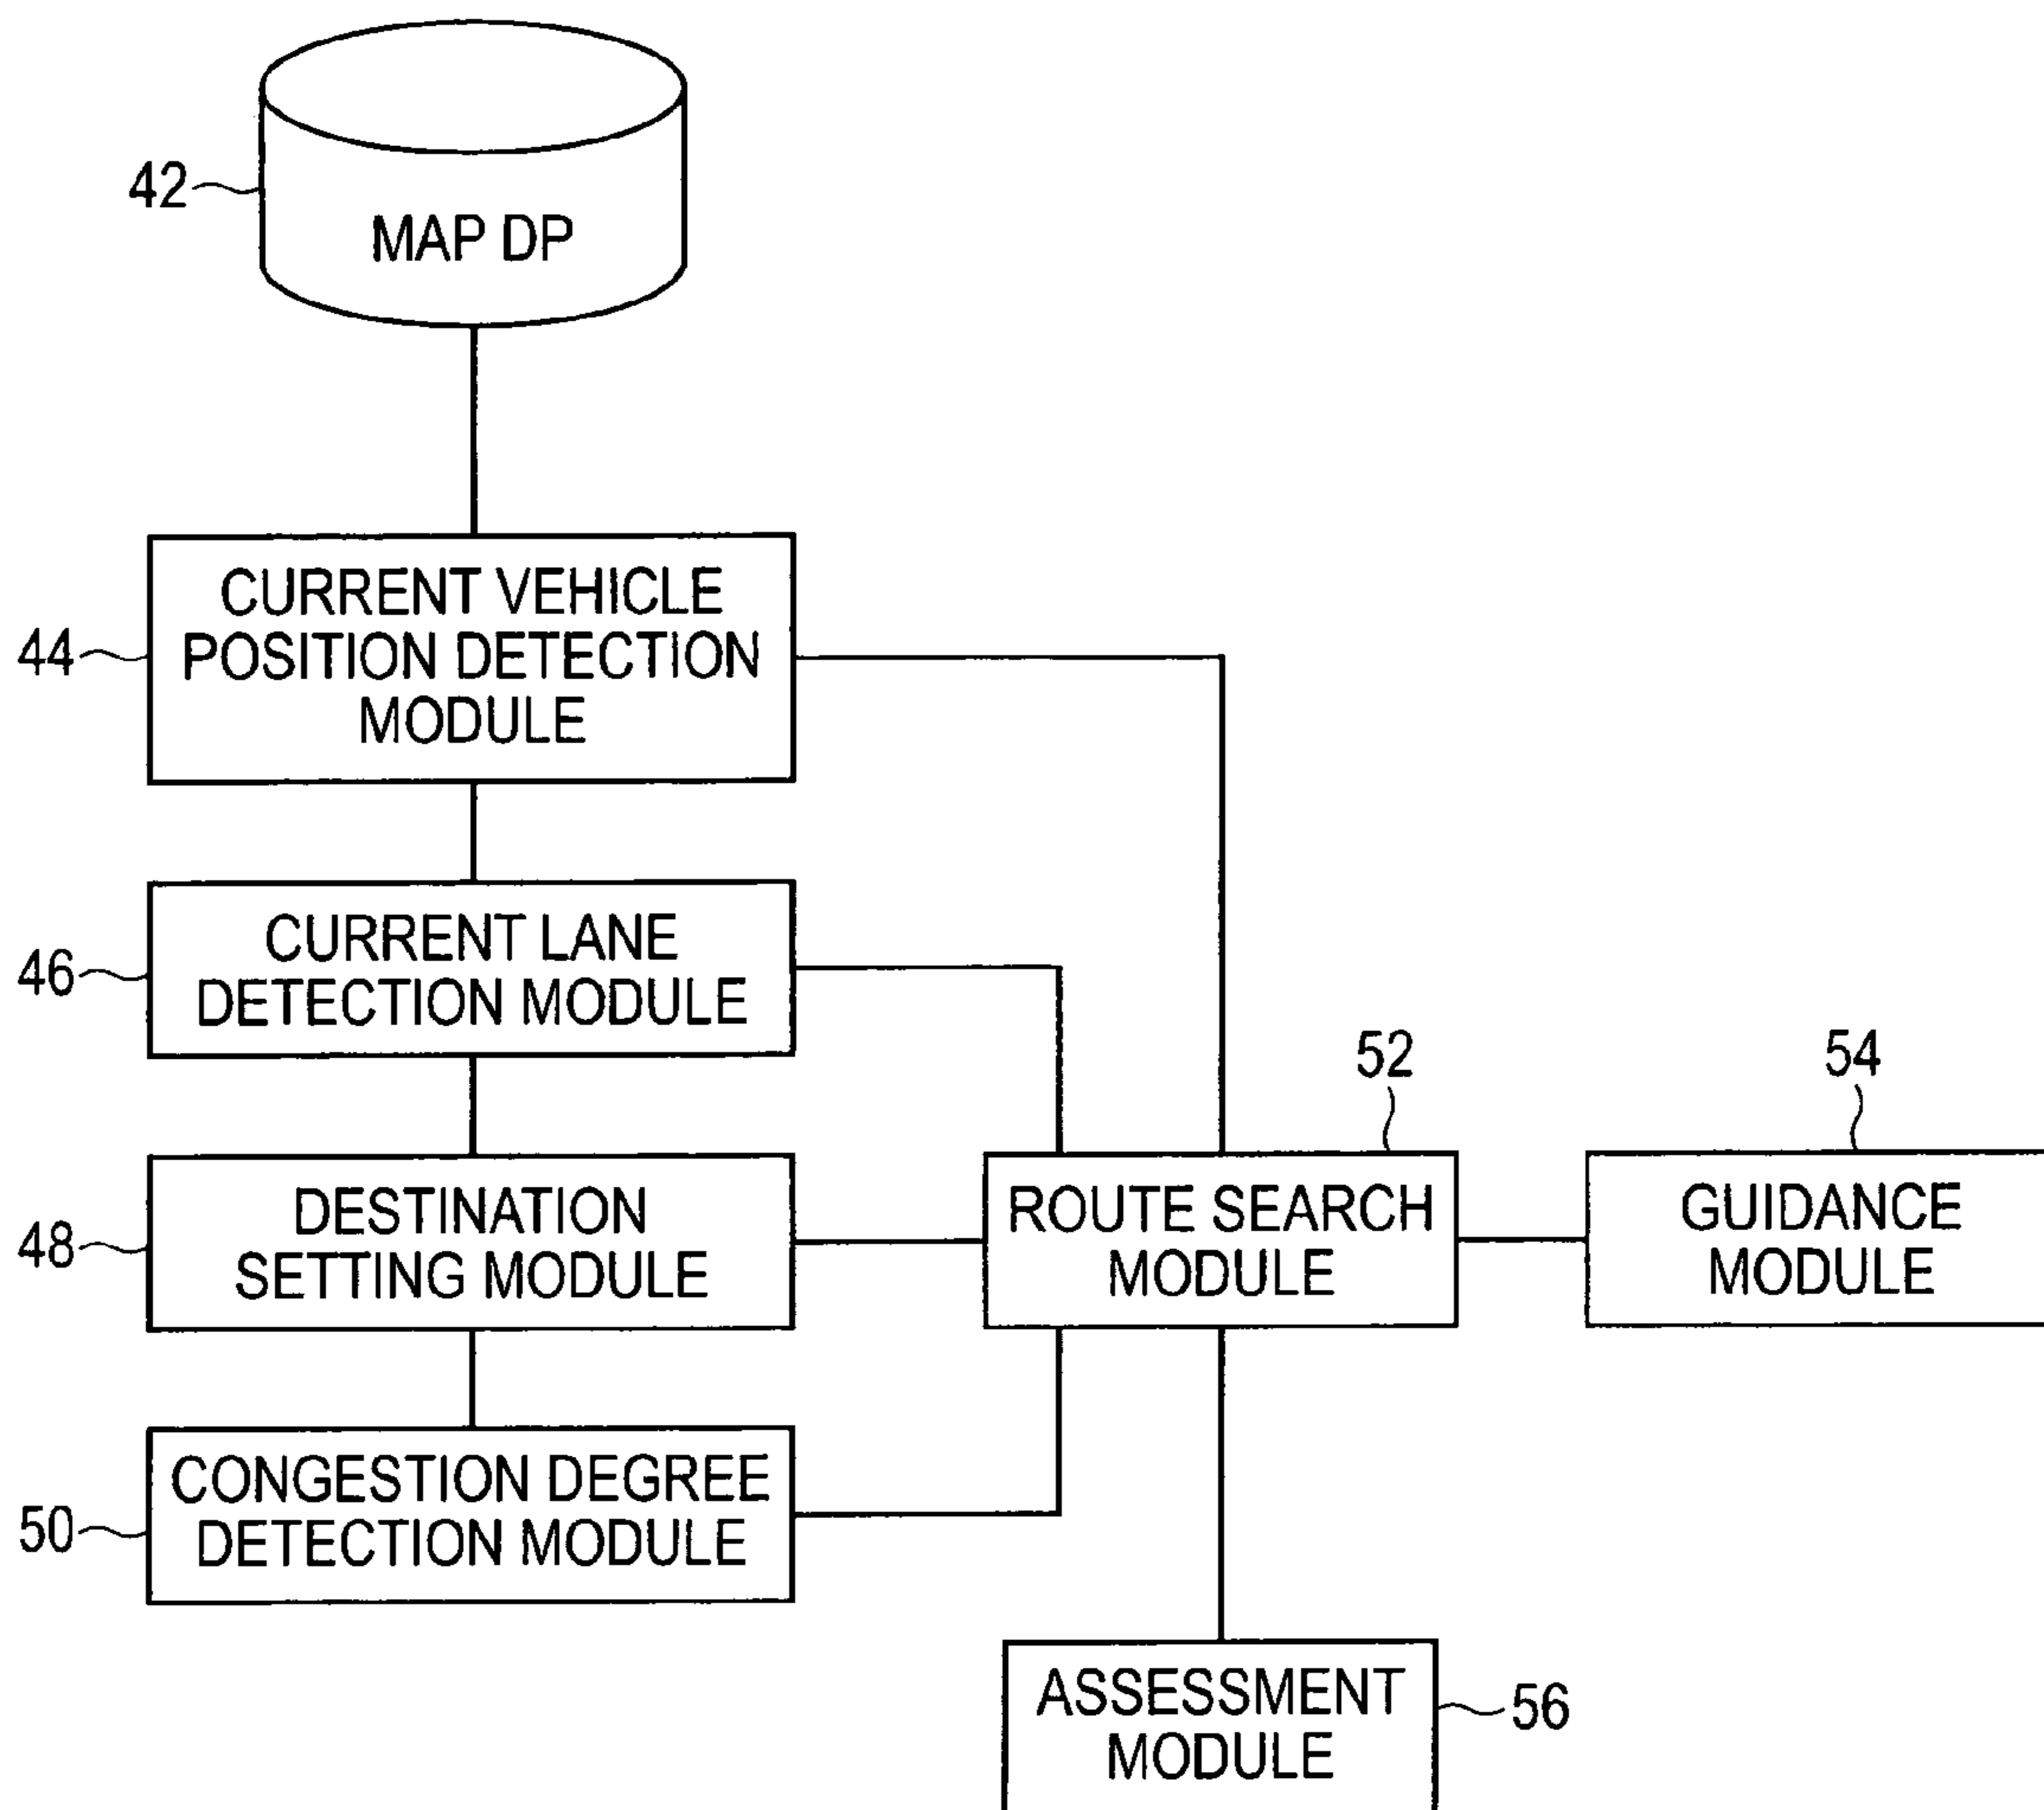 42
MAP DP
CURRENT VEHICLE
POSITION DETECTION
MODULE
44
CURRENT LANE
DETECTION MODULE
46
52
54
DESTINATION
SETTING MODULE
48
ROUTE SEARCH
MODULE
GUIDANCE
MODULE
CONGESTION DEGREE
DETECTION MODULE
50
ASSESSMENT
MODULE
56